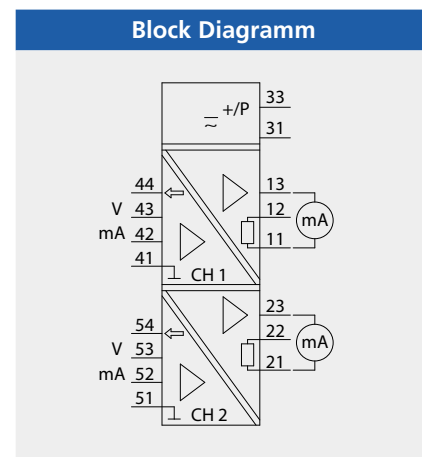 Block Diagramm
+/P 33
31
44 13
V 43 12 mA
mA 42 11
41
CH 1
23
54 22 mA
V 53 21
mA 52
51
CH 2